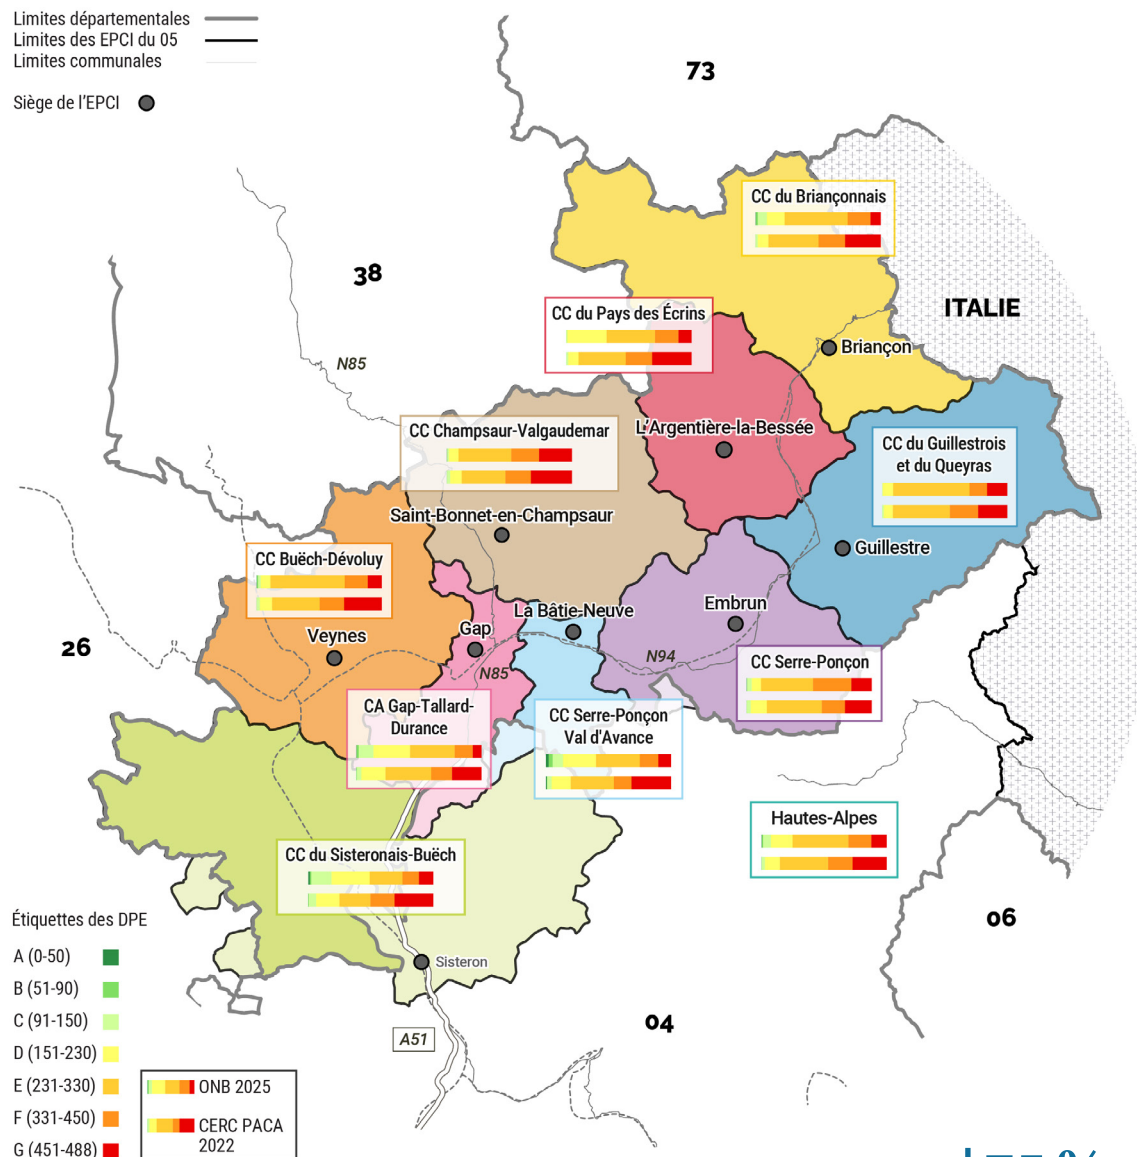 Limites départementales
Limites des EPCI du 05
Limites communales
Siège de l'EPCI
73
CC du Briançonnais
38
ITALIE
CC du Pays des Écrins
Briançon
N85
CC Champsaur-Valgaudemar
L'Argentière-la-Bessée
CC du Guillestrois
et du Queyras
Saint-Bonnet-en-Champsaur
Guillestre
CC Buëch-Dévoluy
La Bâtie-Neuve
Embrun
Gap
Veynes
26
N94
N85
CC Serre-Ponçon
CA Gap-Tallard-
Durance
CC Serre-Ponçon
Val d'Avance
Hautes-Alpes
CC du Sisteronais-Buëch
06
Sisteron
04
A51
Étiquettes des DPE
A (0-50)
B (51-90)
C (91-150)
D (151-230)
E (231-330)
F (331-450)
G (451-488)
ONB 2025
CERC PACA
2022